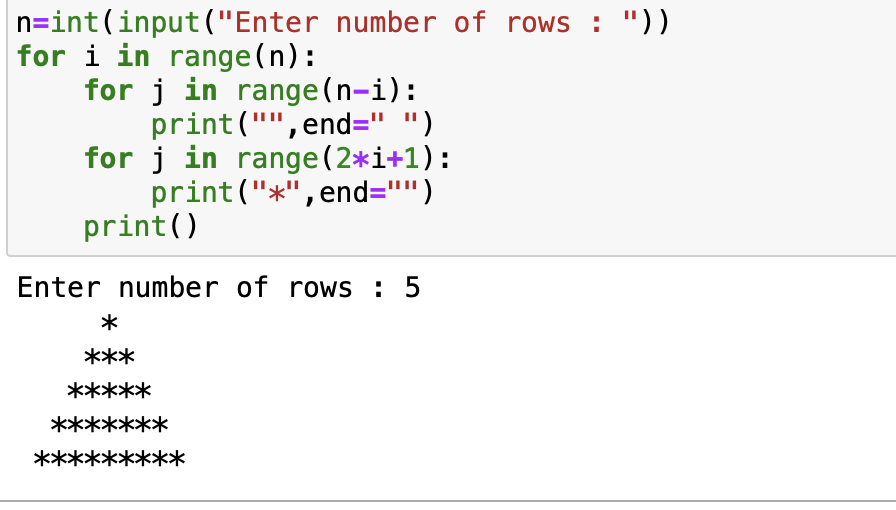 n=int(input("Enter number of rows : "))
for i in range(n):
    for j in range(n-i):
        print("",end=" ")
    for j in range(2*i+1):
        print("*",end="")
    print()
Enter number of rows : 5
     *
    ***
   *****
  *******
 *********